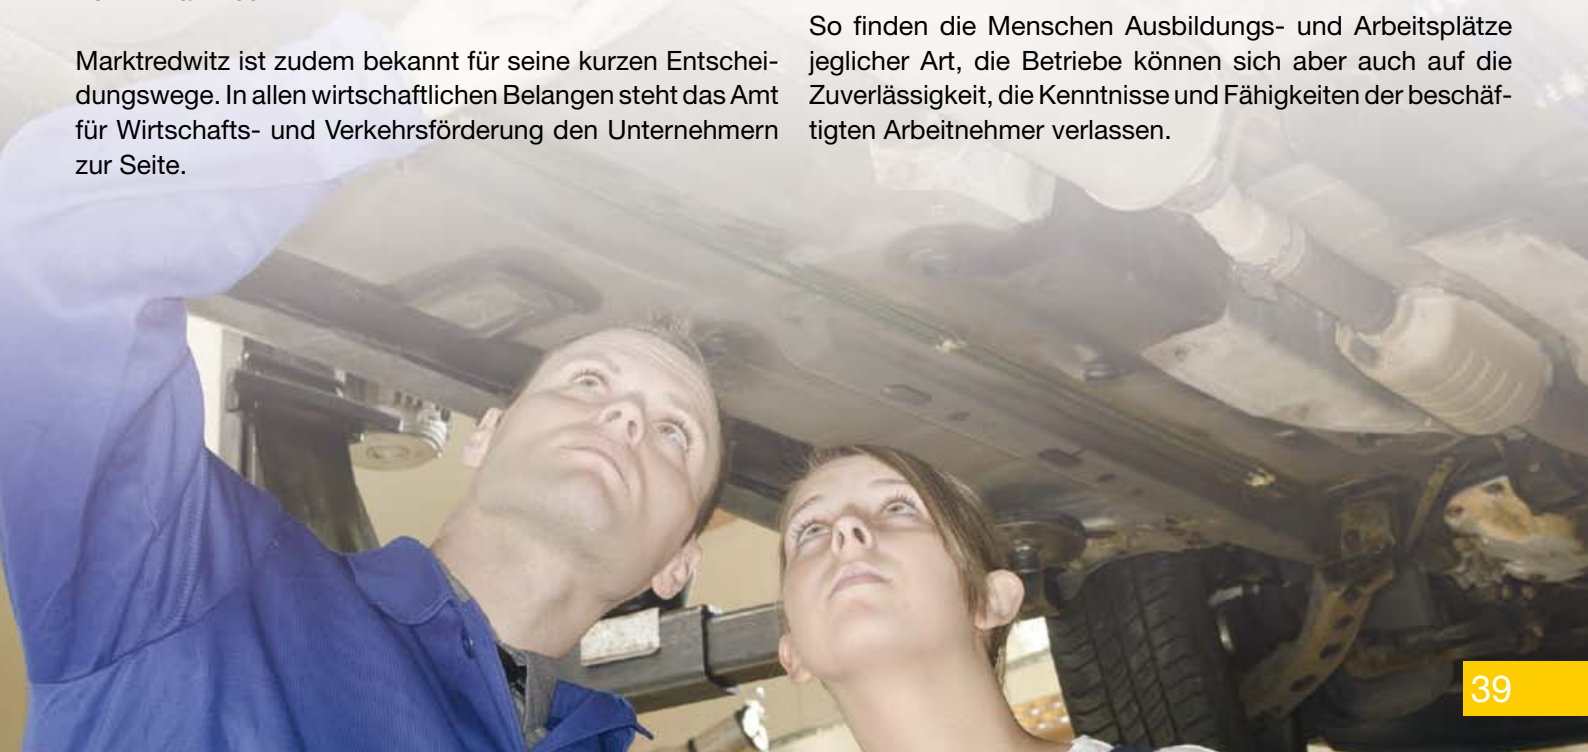 Marktredwitz ist zudem bekannt für seine kurzen Entschei-
dungswege. In allen wirtschaftlichen Belangen steht das Amt
für Wirtschafts- und Verkehrsförderung den Unternehmern
zur Seite.
So finden die Menschen Ausbildungs- und Arbeitsplätze
jeglicher Art, die Betriebe können sich aber auch auf die
Zuverlässigkeit, die Kenntnisse und Fähigkeiten der beschäf-
tigten Arbeitnehmer verlassen.
39